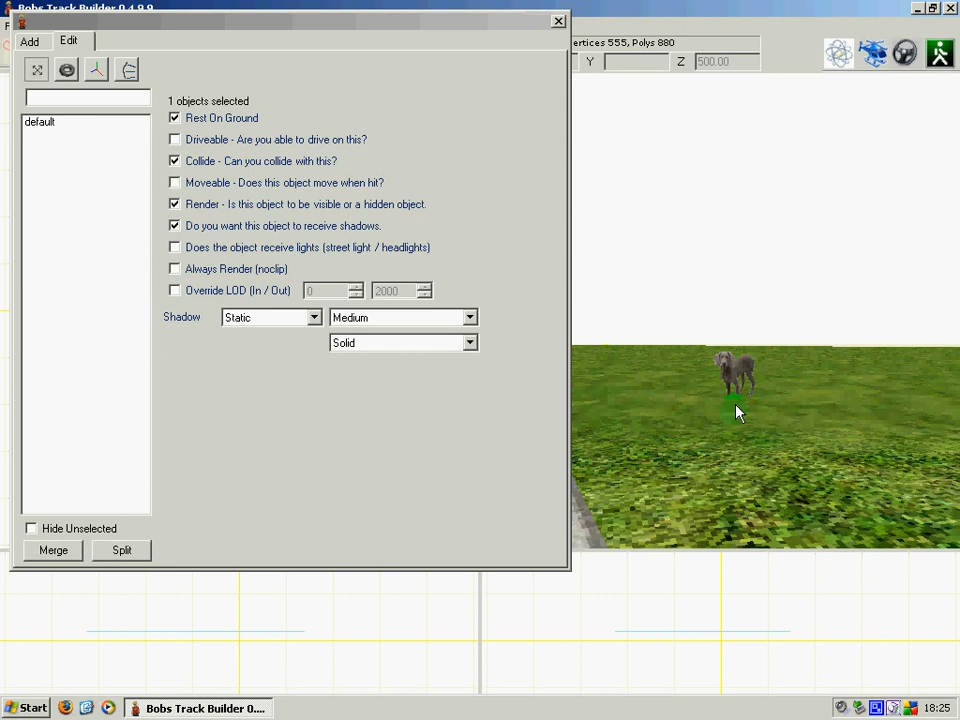 Bobs Track Builder 0.4.9.9
Add
Edit
ertices 555, Polys 880
Y
Z
500.00
1 objects selected
default
Rest On Ground
Driveable - Are you able to drive on this?
Collide - Can you collide with this?
Moveable - Does this object move when hit?
Render - Is this object to be visible or a hidden object.
Do you want this object to receive shadows.
Does the object receive lights (street light / headlights)
Always Render (noclip)
Override LOD (In / Out)
0
2000
Shadow
Static
Medium
Solid
Hide Unselected
Merge
Split
Start
Bobs Track Builder 0....
18:25